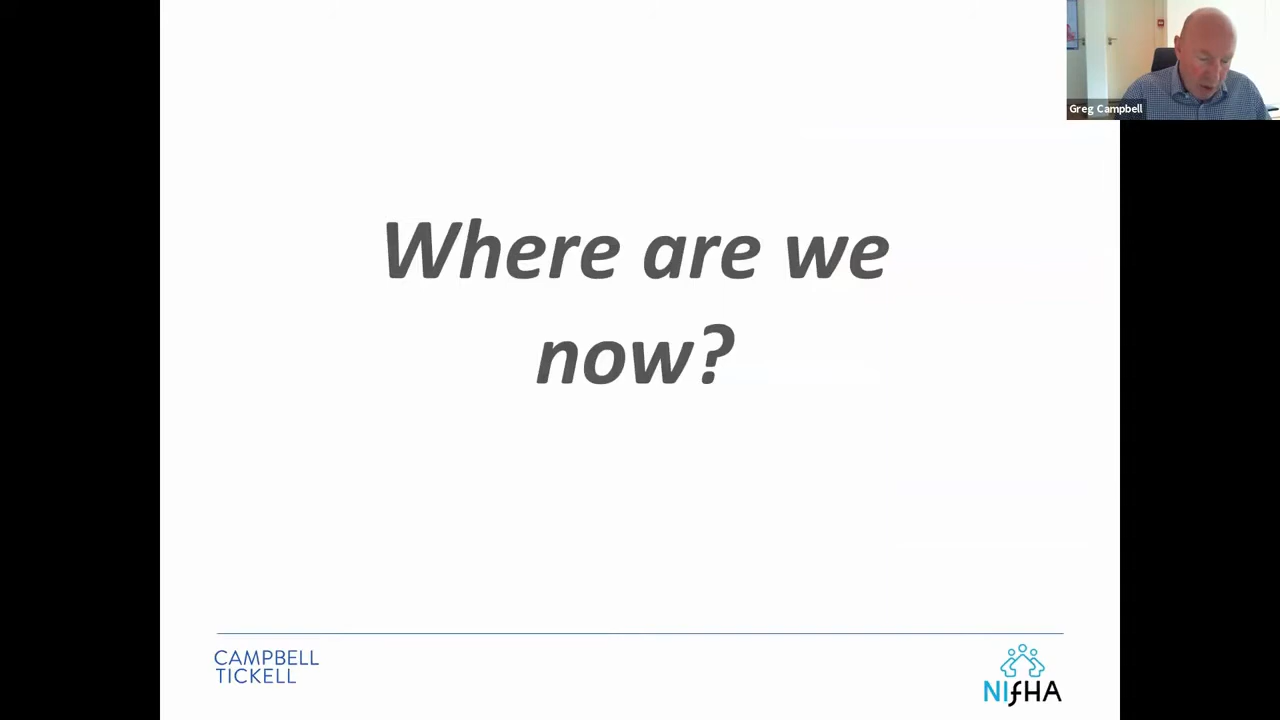 Greg Campbell
Where are we
now?
CAMPBELL
TICKELL
NIfHA